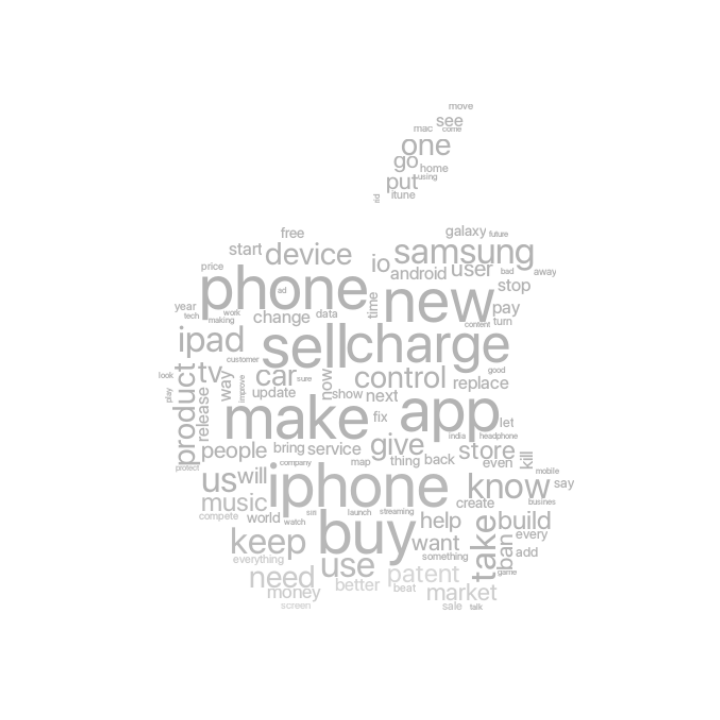 move
see
mac come
one
go home
put using
itune
rid
free
galaxy future
start device
io samsung
price
android user bad away
phone ad
new stop
year
time
pay
tech work
making
change data
content turn
ipad
sell charge
customer
good
look
tv
car
sure
control replace
product
way
improve
now
play
update
show next
release
make
fix
app let
india headphone
people bring service give store
company map thing back even kill
protect
mobile
us will iphone know say
music
create busines
compete world watch siri launch streaming
buy help
take build
keep
want
ban every
something add
everything
use
game
need better patent
money beat market
screen
sale talk